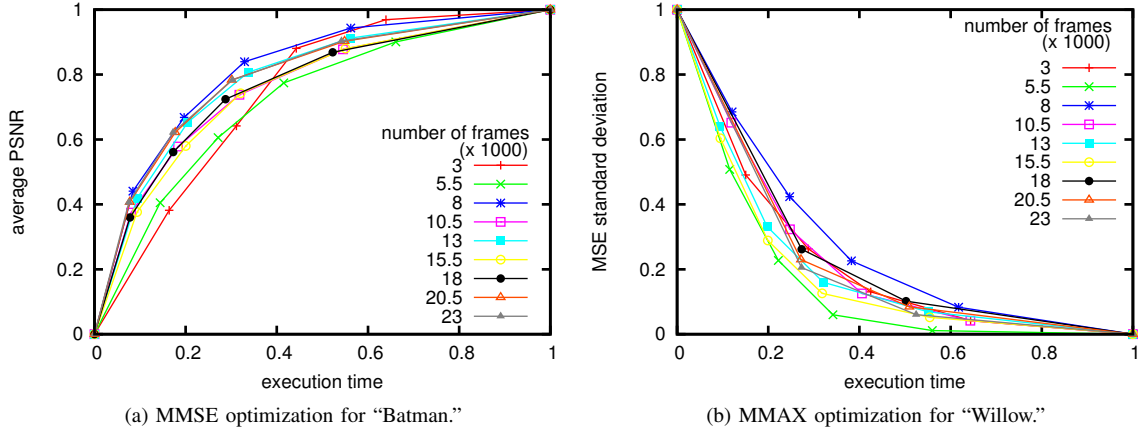 average PSNR
1
0.8
0.6
0.4
0.2
0
0 0.2 0.4 0.6 0.8 1
execution time
number of frames
(x 1000)
3
5.5
8
10.5
13
15.5
18
20.5
23
(a) MMSE optimization for “Batman.”
MSE standard deviation
1
0.8
0.6
0.4
0.2
0
0 0.2 0.4 0.6 0.8 1
execution time
number of frames
(x 1000)
3
5.5
8
10.5
13
15.5
18
20.5
23
(b) MMAX optimization for “Willow.”